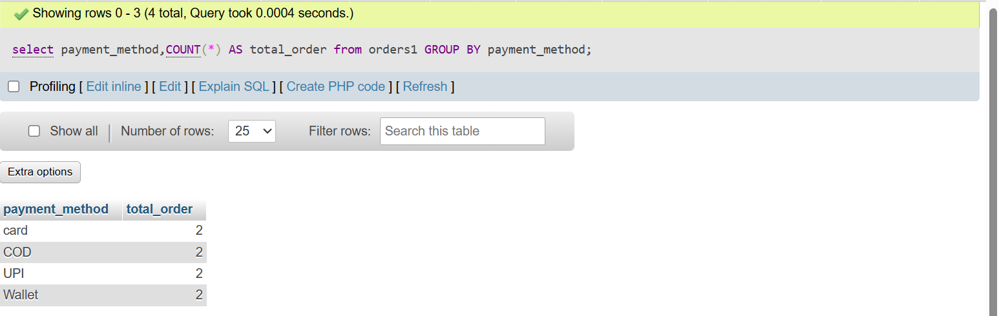 Showing rows 0 - 3 (4 total, Query took 0.0004 seconds.)
select payment_method,COUNT(*) AS total_order from orders1 GROUP BY payment_method;
Profiling [ Edit inline ] [ Edit ] [ Explain SQL ] [ Create PHP code ] [ Refresh ]
Show all | Number of rows: 25 Filter rows: Search this table
Extra options
payment_method total_order
card 2
COD 2
UPI 2
Wallet 2